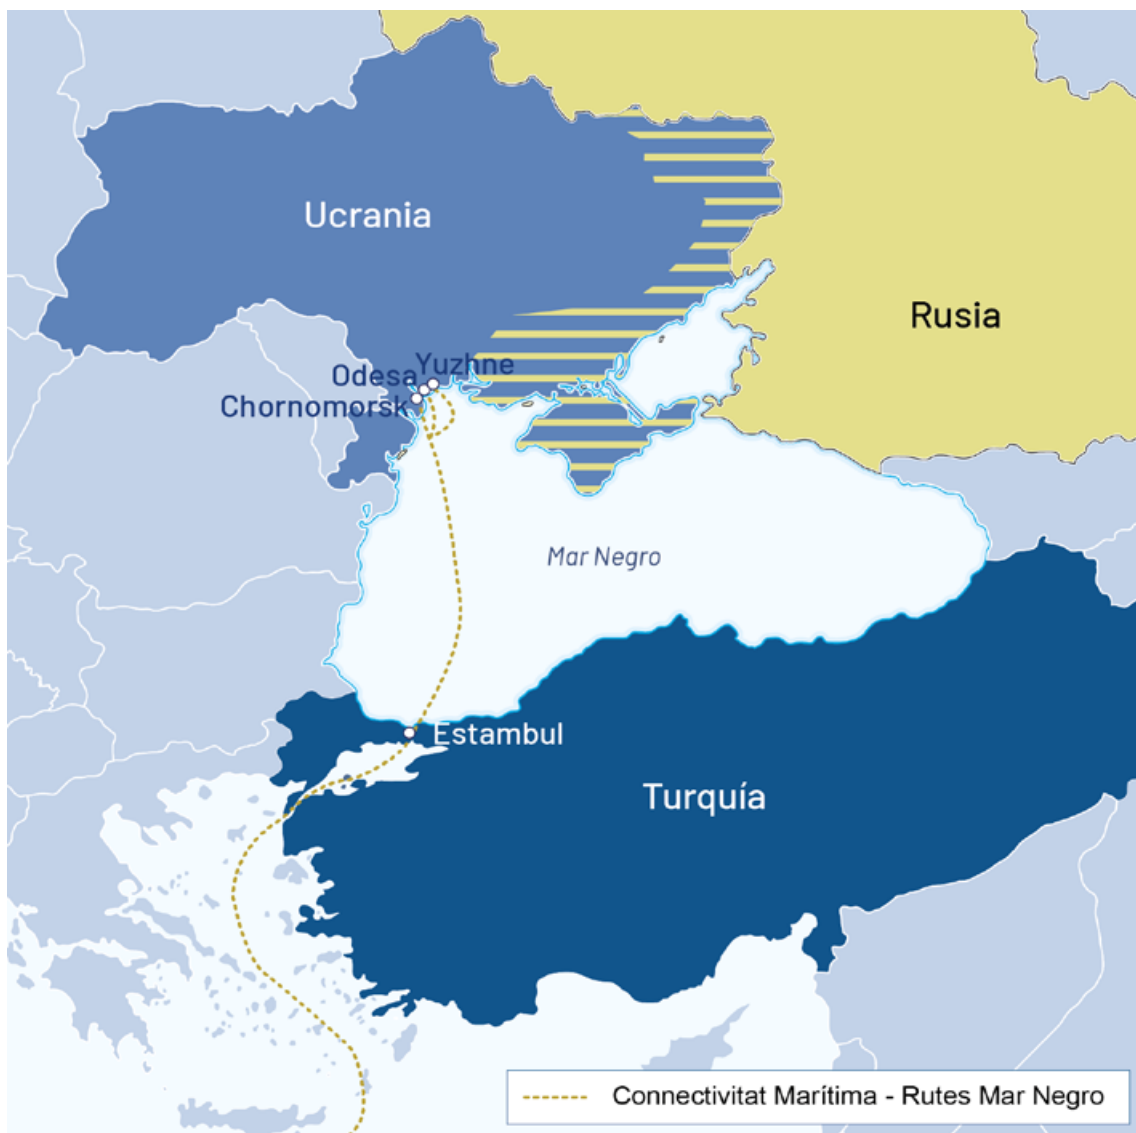 Ucrania
Rusia
Yuzhne
Odesa
Chornomorsk
Mar Negro
Estambul
Turquía
Connectivitat Marítima - Rutes Mar Negro